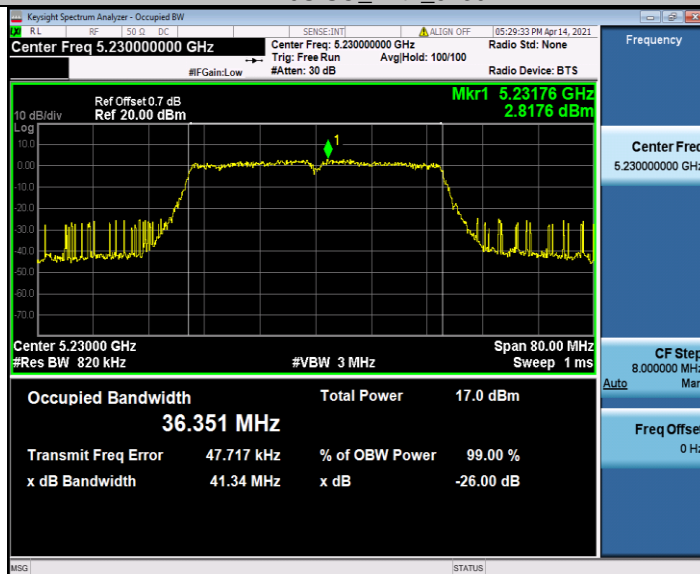 Keysight Spectrum Analyzer - Occupied BW
RL RF 50 Ω DC SENSE:INT ALIGN OFF 05:29:33 PM Apr 14, 2021
Center Freq 5.230000000 GHz
Center Freq: 5.230000000 GHz
Radio Std: None
Trig: Free Run Avg|Hold: 100/100
#IFGain:Low #Atten: 30 dB Radio Device: BTS
Mkr1 5.23176 GHz
2.8176 dBm
Ref Offset 0.7 dB
10 dB/div Ref 20.00 dBm
Log
1
10.0
0.00
-10.0
-20.0
-30.0
-40.0
-50.0
-60.0
-70.0
Center 5.23000 GHz Span 80.00 MHz
#Res BW 820 kHz #VBW 3 MHz Sweep 1 ms
Occupied Bandwidth Total Power 17.0 dBm
36.351 MHz
Transmit Freq Error 47.717 kHz % of OBW Power 99.00 %
x dB Bandwidth 41.34 MHz x dB -26.00 dB
MSG STATUS
Frequency
Center Freq
5.230000000 GHz
CF Step
8.000000 MHz
Auto Man
Freq Offset
0 Hz